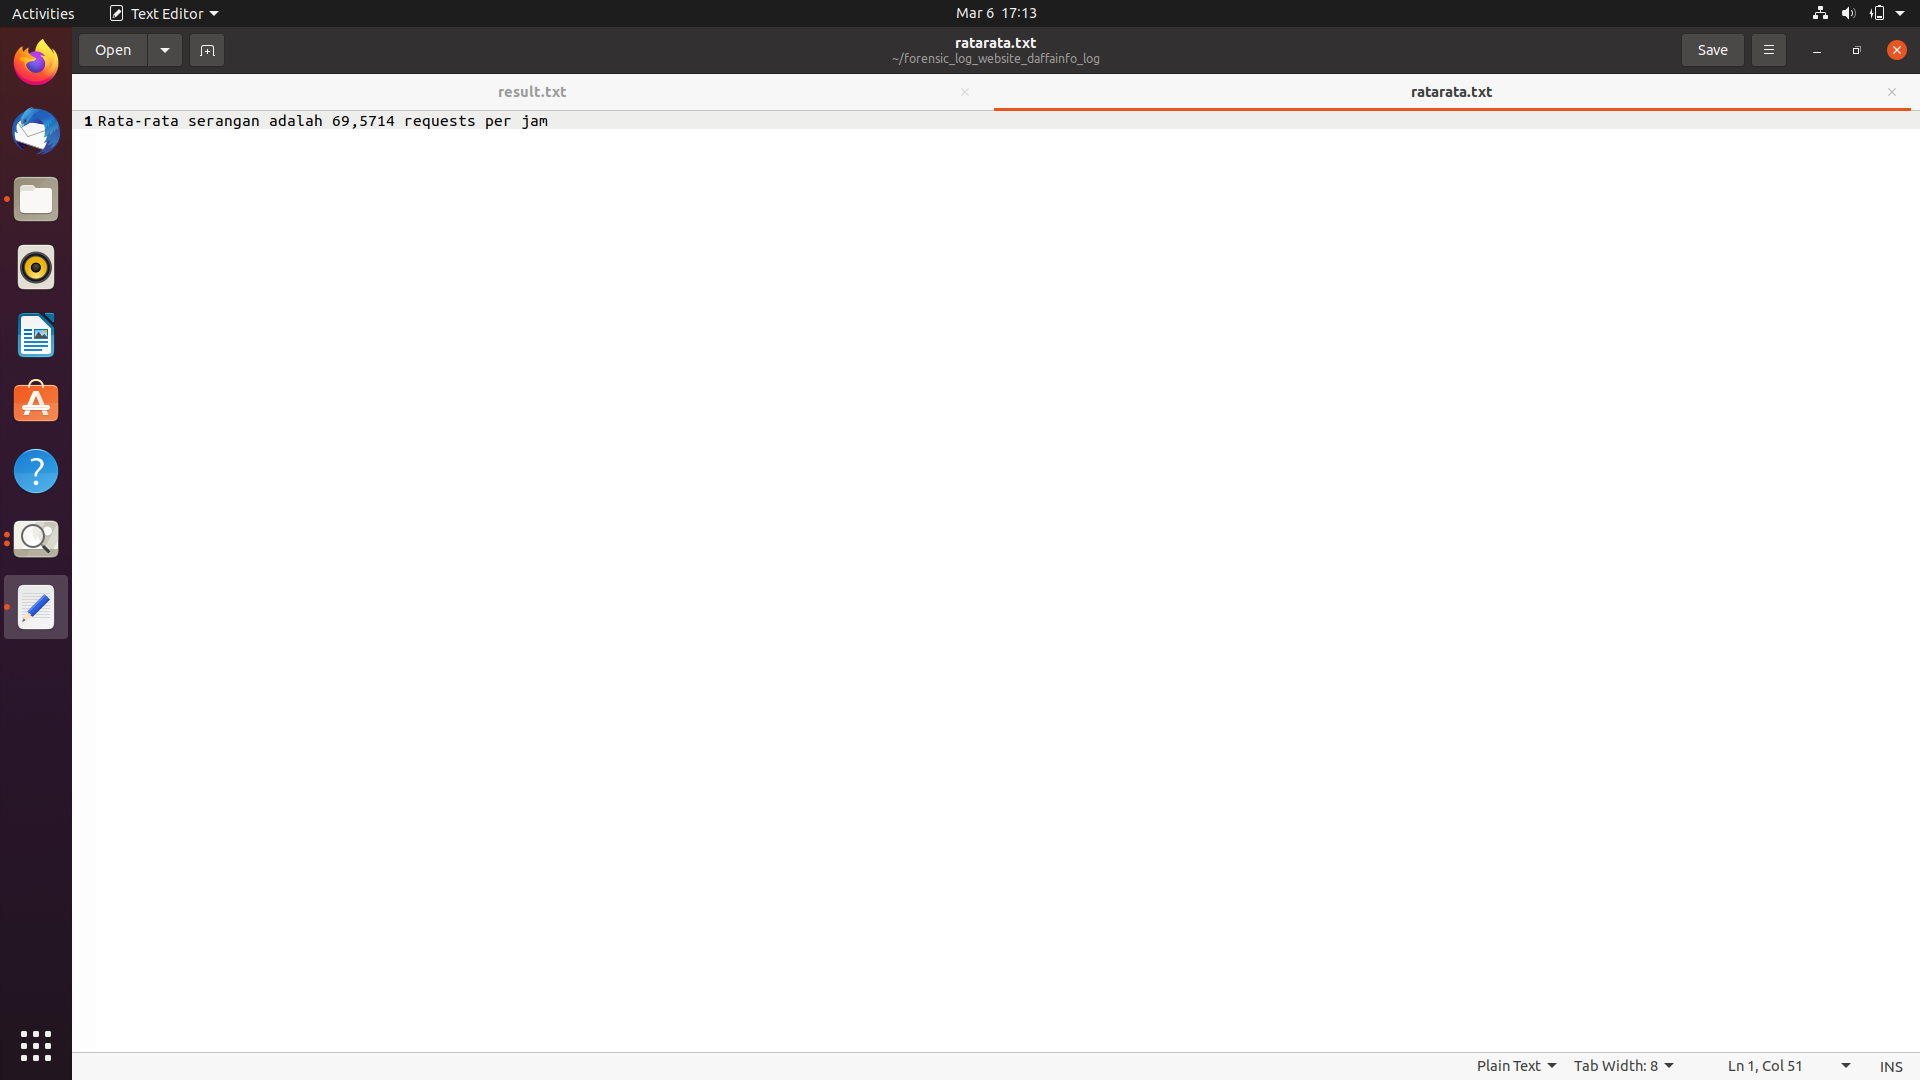 Activities
Text Editor
Mar 6 17:13
Open
ratarata.txt
~/forensic_log_website_daffainfo_log
Save
result.txt
ratarata.txt
1 Rata-rata serangan adalah 69,5714 requests per jam
Plain Text
Tab Width: 8
Ln 1, Col 51
INS